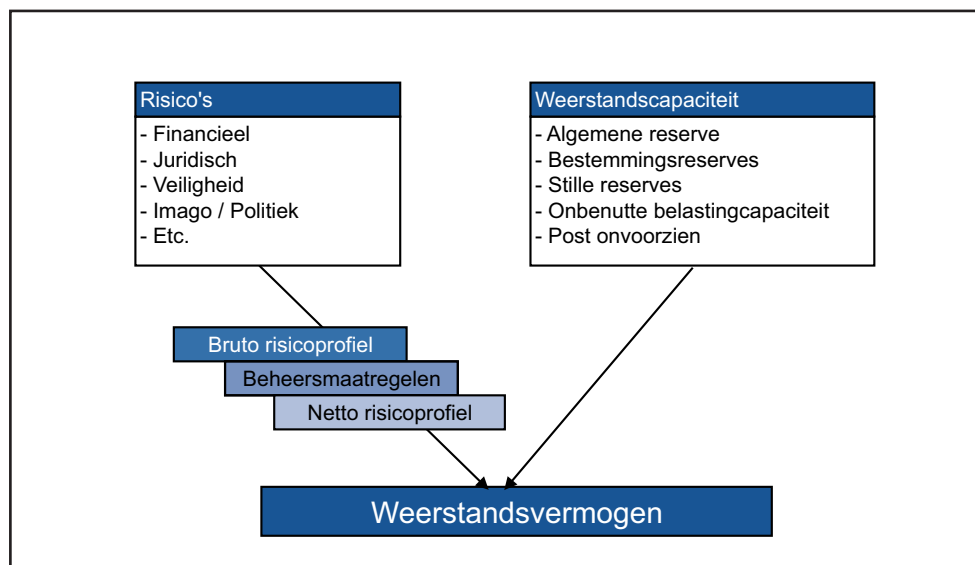 Risico's
- Financieel
- Juridisch
- Veiligheid
- Imago / Politiek
- Etc.
Weerstandscapaciteit
- Algemene reserve
- Bestemmingsreserves
- Stille reserves
- Onbenutte belastingcapaciteit
- Post onvoorzien
Bruto risicoprofiel
Beheersmaatregelen
Netto risicoprofiel
Weerstandsvermogen